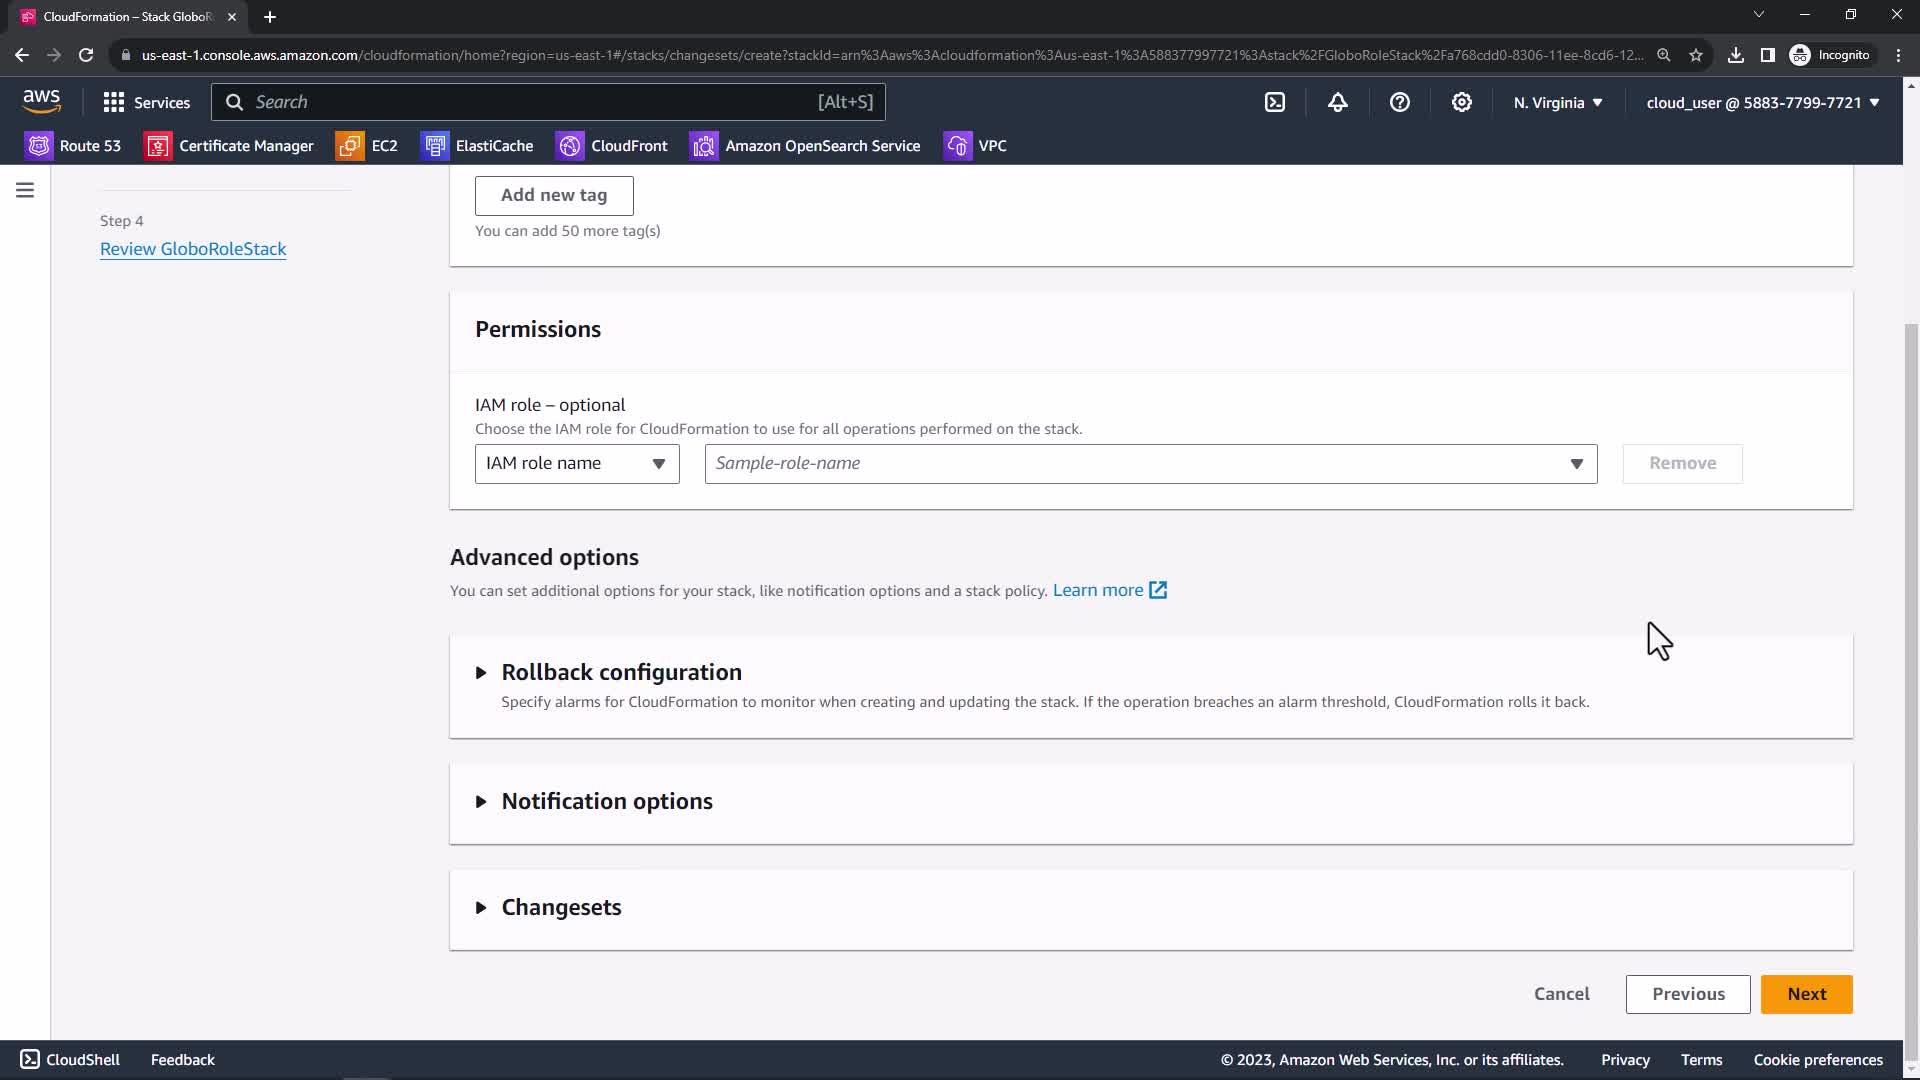 CloudFormation – Stack GloboR
us-east-1.console.aws.amazon.com/cloudformation/home?region=us-east-1#/stacks/changesets/create?stackId=arn%3Aaws%3Acloudformation%3Aus-east-1%3A588377997721%3Astack%2FGloboRoleStack%2Fa768cdd0-8306-11ee-8cd6-12...
Incognito
aws
Services
Search
[Alt+S]
N. Virginia
cloud_user @ 5883-7799-7721
Route 53
Certificate Manager
EC2
ElastiCache
CloudFront
Amazon OpenSearch Service
VPC
Step 4
Review GloboRoleStack
Add new tag
You can add 50 more tag(s)
Permissions
IAM role – optional
Choose the IAM role for CloudFormation to use for all operations performed on the stack.
IAM role name
Sample-role-name
Remove
Advanced options
You can set additional options for your stack, like notification options and a stack policy. Learn more
Rollback configuration
Specify alarms for CloudFormation to monitor when creating and updating the stack. If the operation breaches an alarm threshold, CloudFormation rolls it back.
Notification options
Changesets
Cancel
Previous
Next
CloudShell
Feedback
© 2023, Amazon Web Services, Inc. or its affiliates.
Privacy
Terms
Cookie preferences